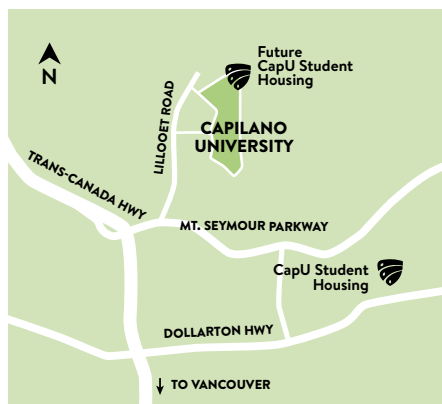 N
Future
CapU Student
Housing
LILLOOET ROAD
CAPILANO
UNIVERSITY
TRANS-CANADA HWY
MT. SEYMOUR PARKWAY
CapU Student
Housing
DOLLARTON HWY
↓ TO VANCOUVER